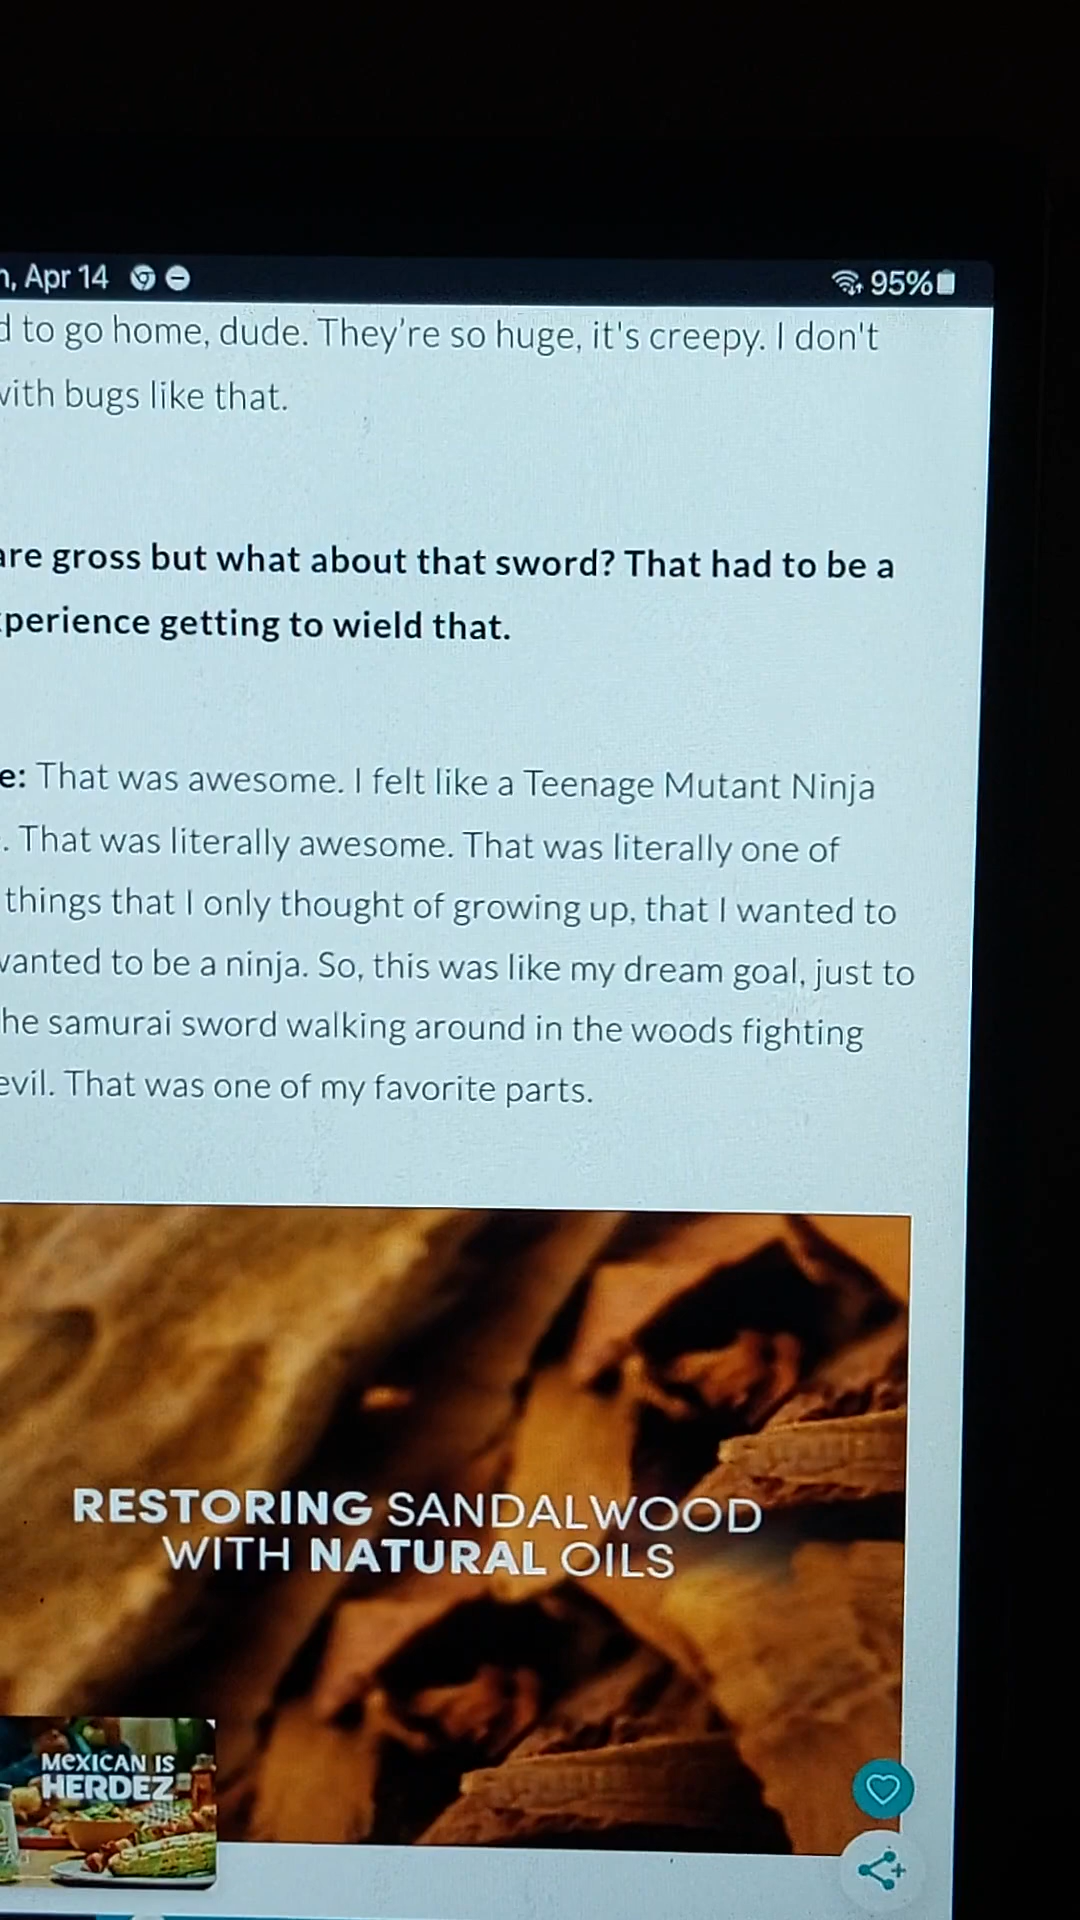 , Apr 14
95%
to go home, dude. They're so huge, it's creepy. I don't
with bugs like that.
are gross but what about that sword? That had to be a
perience getting to wield that.
e: That was awesome. I felt like a Teenage Mutant Ninja
. That was literally awesome. That was literally one of
things that I only thought of growing up, that I wanted to
wanted to be a ninja. So, this was like my dream goal, just to
he samurai sword walking around in the woods fighting
evil. That was one of my favorite parts.
RESTORING SANDALWOOD
WITH NATURAL OILS
MEXICAN IS
HERDEZ